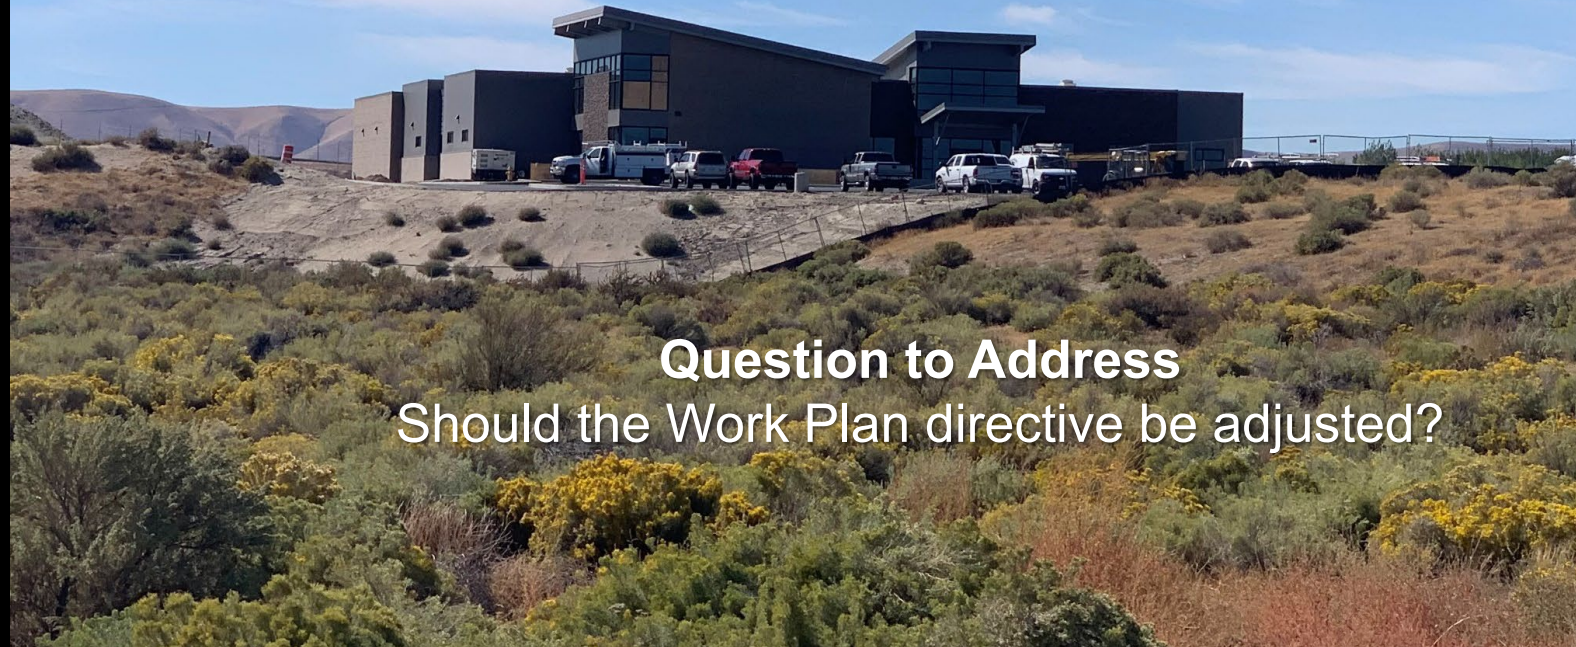 Question to Address
Should the Work Plan directive be adjusted?